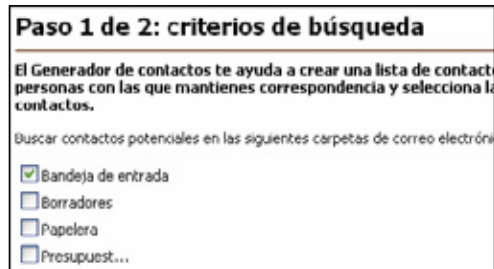 Paso 1 de 2: criterios de búsqueda
El Generador de contactos te ayuda a crear una lista de contacto
personas con las que mantienes correspondencia y selecciona la
contactos.
Buscar contactos potenciales en las siguientes carpetas de correo electróni
Bandeja de entrada
Borradores
Papelera
Presupuest...